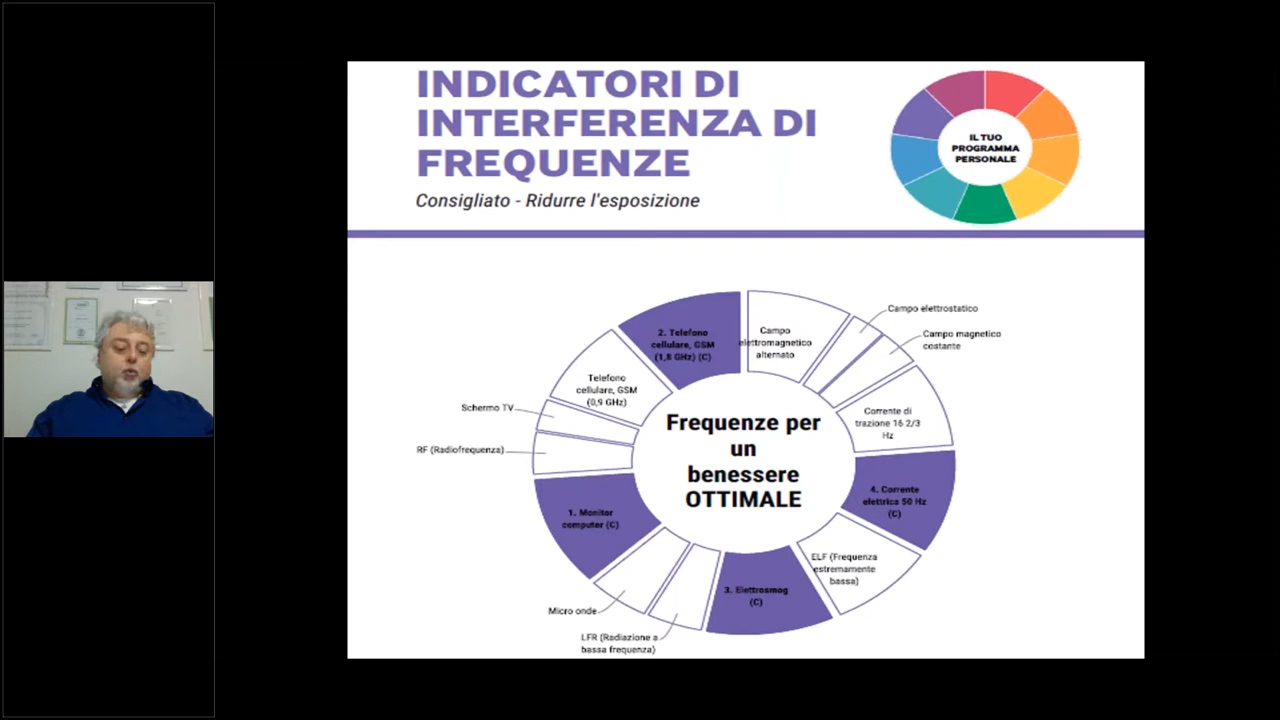 INDICATORI DI
INTERFERENZA DI
FREQUENZE
Consigliato - Ridurre l'esposizione
IL TUO
PROGRAMMA
PERSONALE
Campo elettrostatico
Campo magnetico
costante
2. Telefono
cellulare, GSM
(1,8 GHz) (C)
Campo
elettromagnetico
alternato
Telefono
cellulare, GSM
(0,9 GHz)
Schermo TV
Corrente di
trazione 16 2/3
Hz
RF (Radiofrequenza)
Frequenze per
un
benessere
OTTIMALE
4. Corrente
elettrica 50 Hz
(C)
1. Monitor
computer (C)
ELF (Frequenza
estremamente
bassa)
3. Elettrosmog
(C)
Micro onde
LFR (Radiazione a
bassa frequenza)